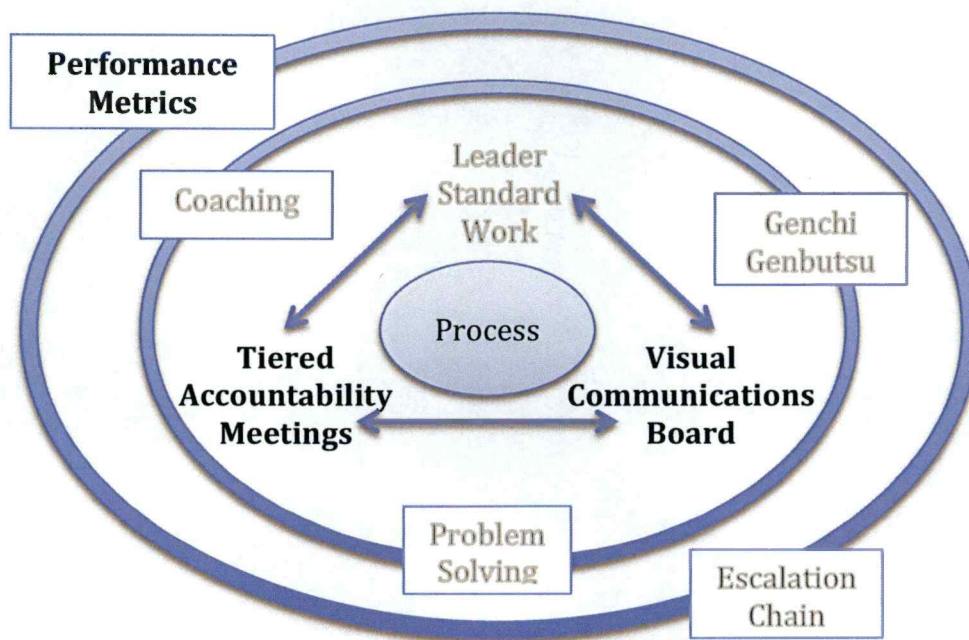 Performance
Metrics
Coaching
Leader
Standard
Work
Genchi
Genbutsu
Process
Tiered
Accountability
Meetings
Visual
Communications
Board
Problem
Solving
Escalation
Chain